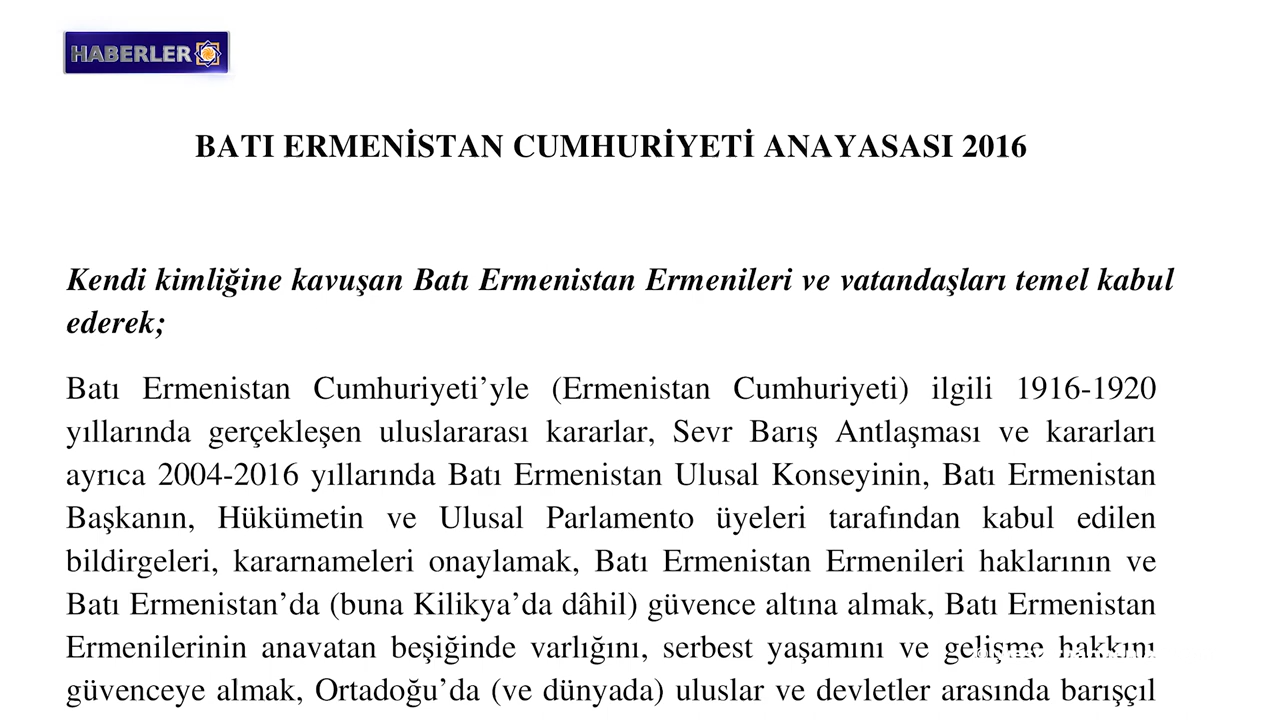 HABERLER
BATI ERMENİSTAN CUMHURİYETİ ANAYASASI 2016
Kendi kimliğine kavuşan Batı Ermenistan Ermenileri ve vatandaşları temel kabul
ederek;
Batı Ermenistan Cumhuriyeti’yle (Ermenistan Cumhuriyeti) ilgili 1916-1920
yıllarında gerçekleşen uluslararası kararlar, Sevr Barış Antlaşması ve kararları
ayrıca 2004-2016 yıllarında Batı Ermenistan Ulusal Konseyinin, Batı Ermenistan
Başkanın, Hükümetin ve Ulusal Parlamento üyeleri tarafından kabul edilen
bildirgeleri, kararnameleri onaylamak, Batı Ermenistan Ermenileri haklarının ve
Batı Ermenistan’da (buna Kilikya’da dâhil) güvence altına almak, Batı Ermenistan
Ermenilerinin anavatan beşiğinde varlığını, serbest yaşamını ve gelişme hakkını
güvenceye almak, Ortadoğu’da (ve dünyada) uluslar ve devletler arasında barışçıl